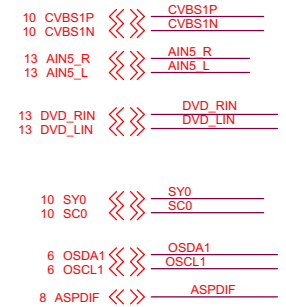 10 CVBS1P CVBS1P
10 CVBS1N CVBS1N
13 AIN5_R AIN5_R
13 AIN5_L AIN5_L
13 DVD_RIN DVD_RIN
13 DVD_LIN DVD_LIN
10 SY0 SY0
10 SC0 SC0
6 OSDA1 OSDA1
6 OSCL1 OSCL1
8 ASPDIF ASPDIF